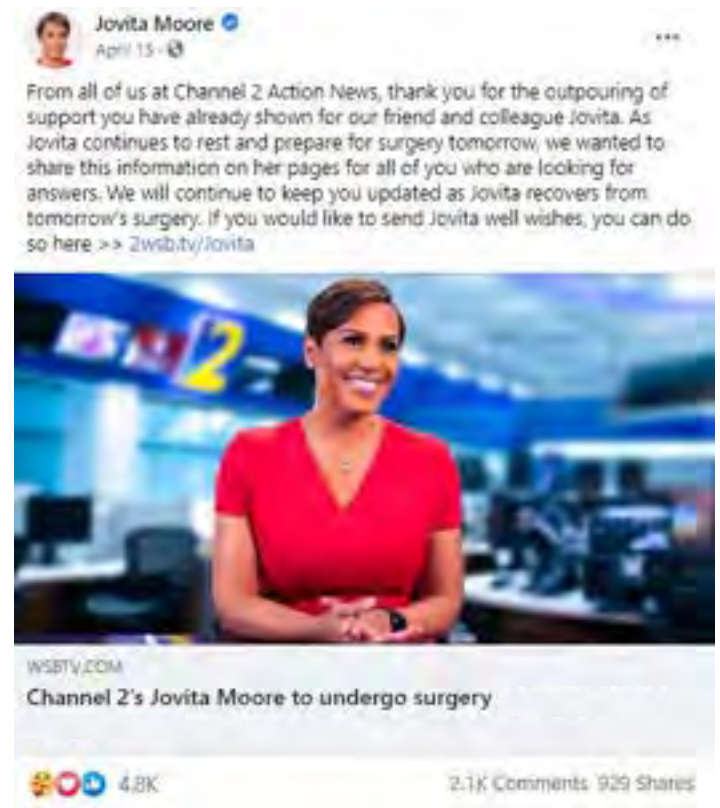 Jovita Moore
April 15 ·
From all of us at Channel 2 Action News, thank you for the outpouring of
support you have already shown for our friend and colleague Jovita. As
Jovita continues to rest and prepare for surgery tomorrow, we wanted to
share this information on her pages for all of you who are looking for
answers. We will continue to keep you updated as Jovita recovers from
tomorrow's surgery. If you would like to send Jovita well wishes, you can do
so here >> 2wsb.tv/Jovita
2
WSBTV.COM
Channel 2's Jovita Moore to undergo surgery
4.8K
2.1K Comments 929 Shares